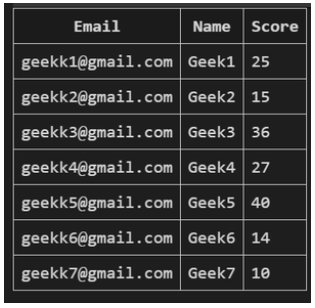 Email Name Score
geekk1@gmail.com Geek1 25
geekk2@gmail.com Geek2 15
geekk3@gmail.com Geek3 36
geekk4@gmail.com Geek4 27
geekk5@gmail.com Geek5 40
geekk6@gmail.com Geek6 14
geekk7@gmail.com Geek7 10